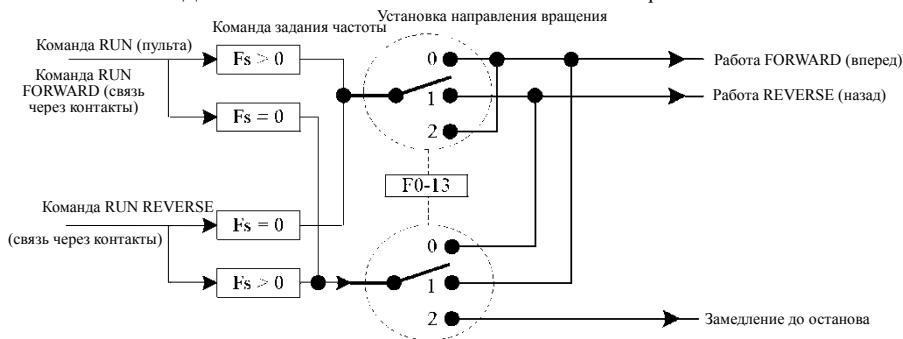 Установка направления вращения
Команда задания частоты
Команда RUN (пульта)
Fs > 0
0
Работа FORWARD (вперед)
Команда RUN
FORWARD (связь
через контакты)
1
Работа REVERSE (назад)
Fs = 0
2
F0-13
Команда RUN REVERSE
(связь через контакты)
Fs = 0
0
Fs > 0
1
2
Замедление до останова